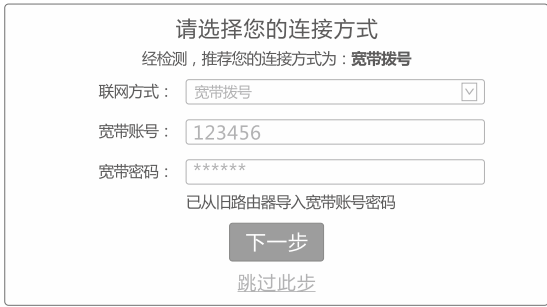 请选择您的连接方式
经检测，推荐您的连接方式为：宽带拨号
联网方式： 宽带拨号
宽带账号： 123456
宽带密码： ******
已从旧路由器导入宽带账号密码
下一步
跳过此步